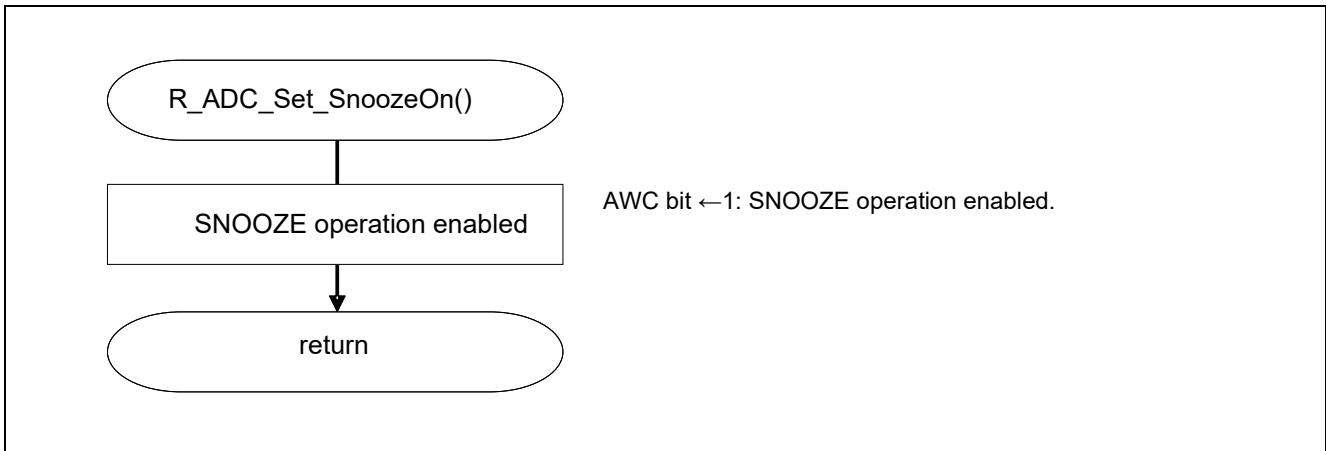 R_ADC_Set_SnoozeOn()
SNOOZE operation enabled
AWC bit ←1: SNOOZE operation enabled.
return